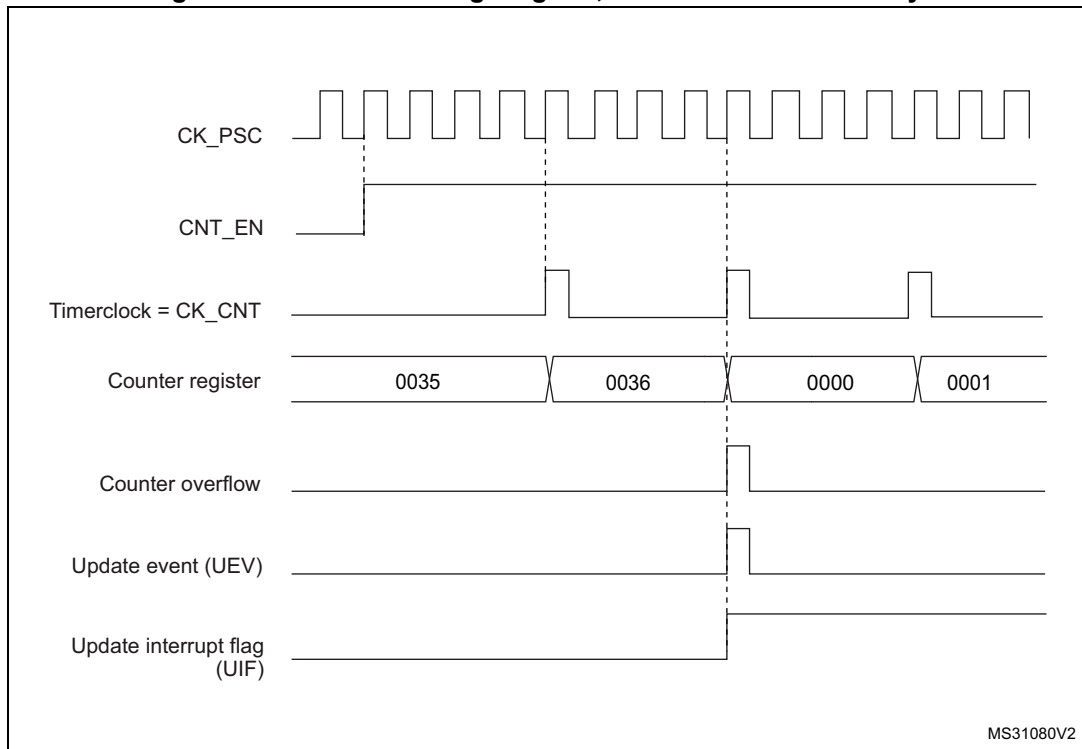 CK_PSC
CNT_EN
Timerclock = CK_CNT
Counter register
0035
0036
0000
0001
Counter overflow
Update event (UEV)
Update interrupt flag
(UIF)
MS31080V2